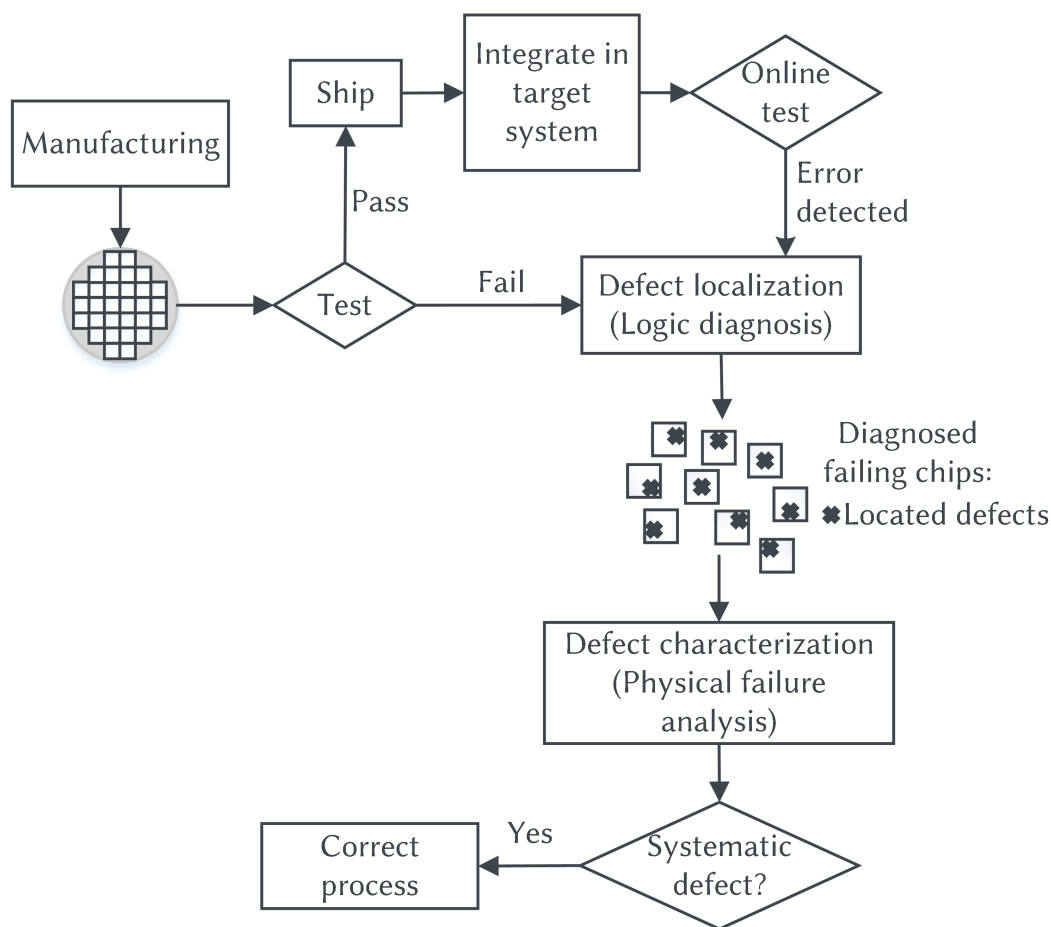 Manufacturing
Ship
Integrate in
target
system
Online
test
Pass
Error
detected
Test
Fail
Defect localization
(Logic diagnosis)
Diagnosed
failing chips:
Located defects
Defect characterization
(Physical failure
analysis)
Systematic
defect?
Yes
Correct
process